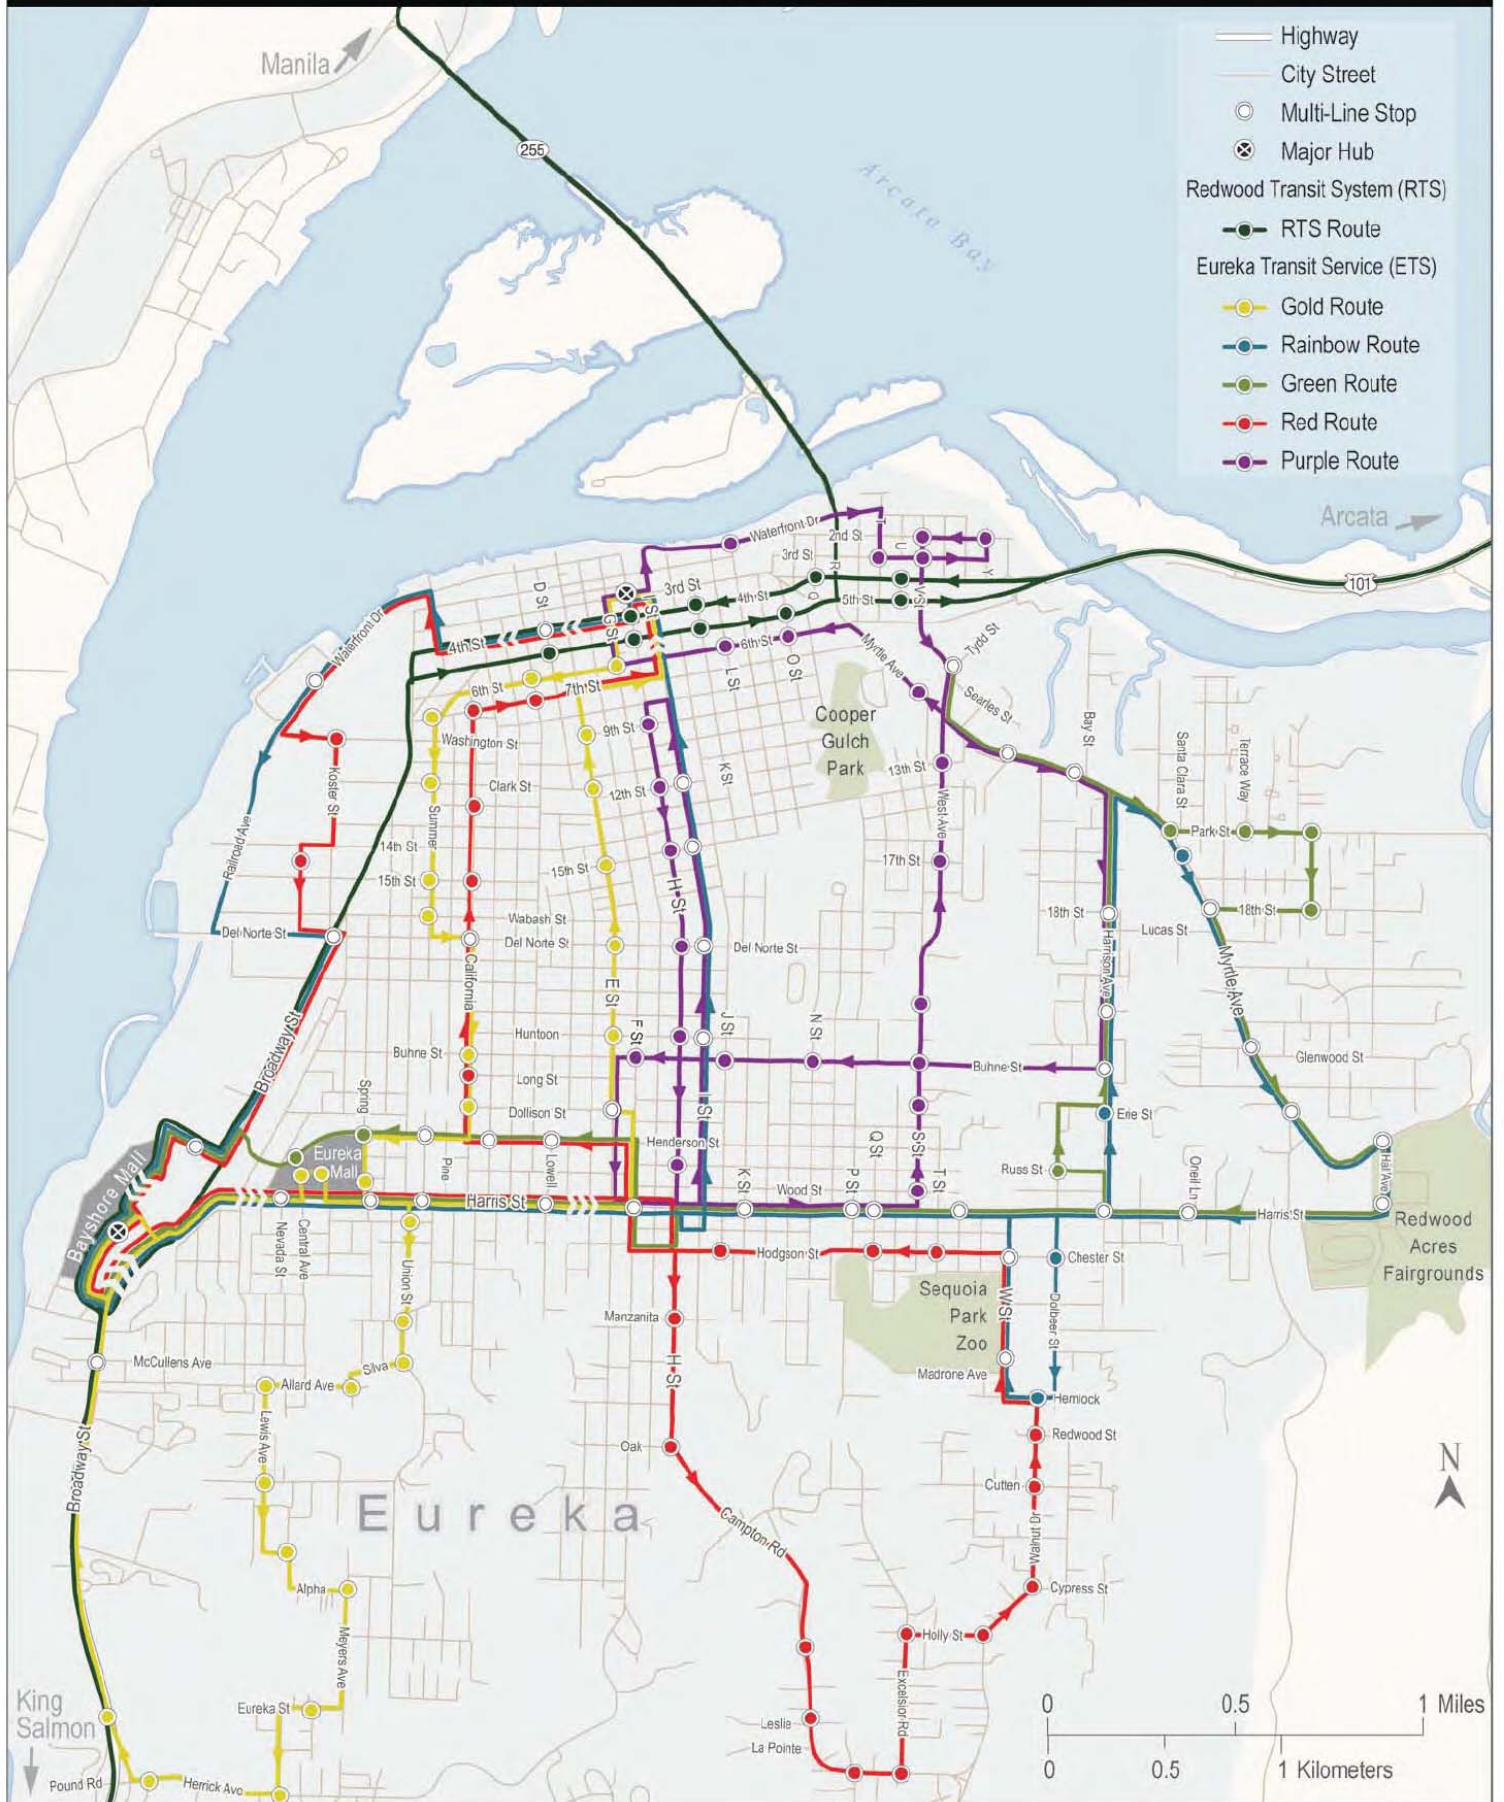 Highway
City Street
Multi-Line Stop
Major Hub
Redwood Transit System (RTS)
RTS Route
Eureka Transit Service (ETS)
Gold Route
Rainbow Route
Green Route
Red Route
Purple Route
Manila
255
Arcata Bay
Arcata
101
Waterfront Dr
2nd St
T
U
Y
3rd St
R
Q
V St
3rd St
4th St
5th St
D St
G St
I St
4th St
6th St
Waterfront Dr
Myrtle Ave
Tydd St
L St
O St
6th St
7th St
Searles St
Cooper
Gulch
Park
Bay St
9th St
Washington St
K St
13th St
Santa Clara St
Terrace Way
Koster St
Clark St
12th St
West Ave
Summer
Railroad Ave
14th St
Park St
15th St
15th St
17th St
H St
18th St
18th St
Wabash St
Del Norte St
Del Norte St
Del Norte St
Lucas St
California
Harrison Ave
Myrtle Ave
E St
Broadway St
Huntoon
F St
J St
N St
Buhne St
Buhne St
Glenwood St
Long St
Spring
Dollison St
I St
Erie St
Henderson St
Q St
S St
Eureka
Mall
Pine
Lowell
Bayshore Mall
K St
P St
T St
Russ St
Oneil Ln
Hall Ave
Wood St
Harris St
Harris St
Redwood
Acres
Fairgrounds
Nevada St
Central Ave
Union St
Hodgson St
Chester St
Sequoia
Park
Zoo
W St
Dolbeer St
Manzanita
McCullens Ave
Silva
Allard Ave
H St
Madrone Ave
Hemlock
Lewis Ave
Redwood St
Broadway St
Oak
Cutten
N
Eureka
Campton Rd
Walnut Dr
Alpha
Cypress St
Meyers Ave
Holly St
Excelsior Rd
King
Salmon
Eureka St
Leslie
La Pointe
Pound Rd
Herrick Ave
0
0.5
1 Miles
0
0.5
1 Kilometers